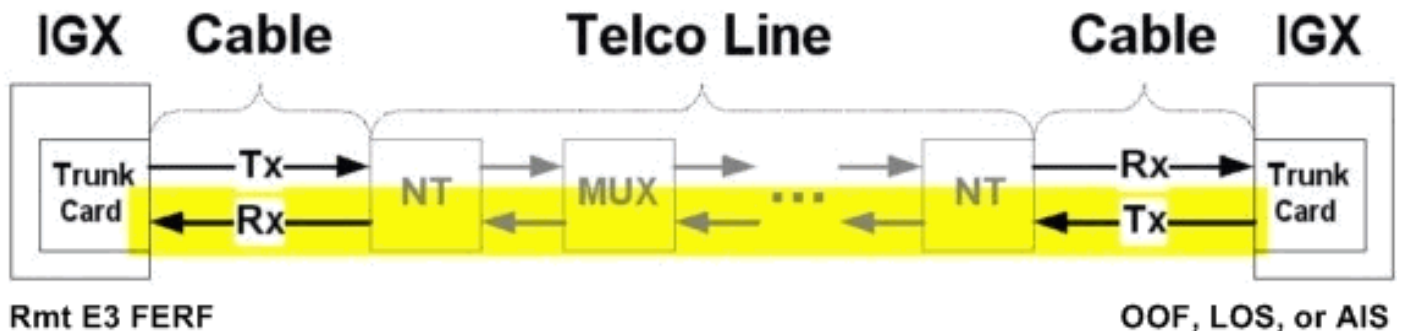 IGX Cable Telco Line Cable IGX
Trunk Card
Tx
Rx
NT
MUX
...
NT
Rx
Tx
Trunk Card
Rmt E3 FERF
OOF, LOS, or AIS